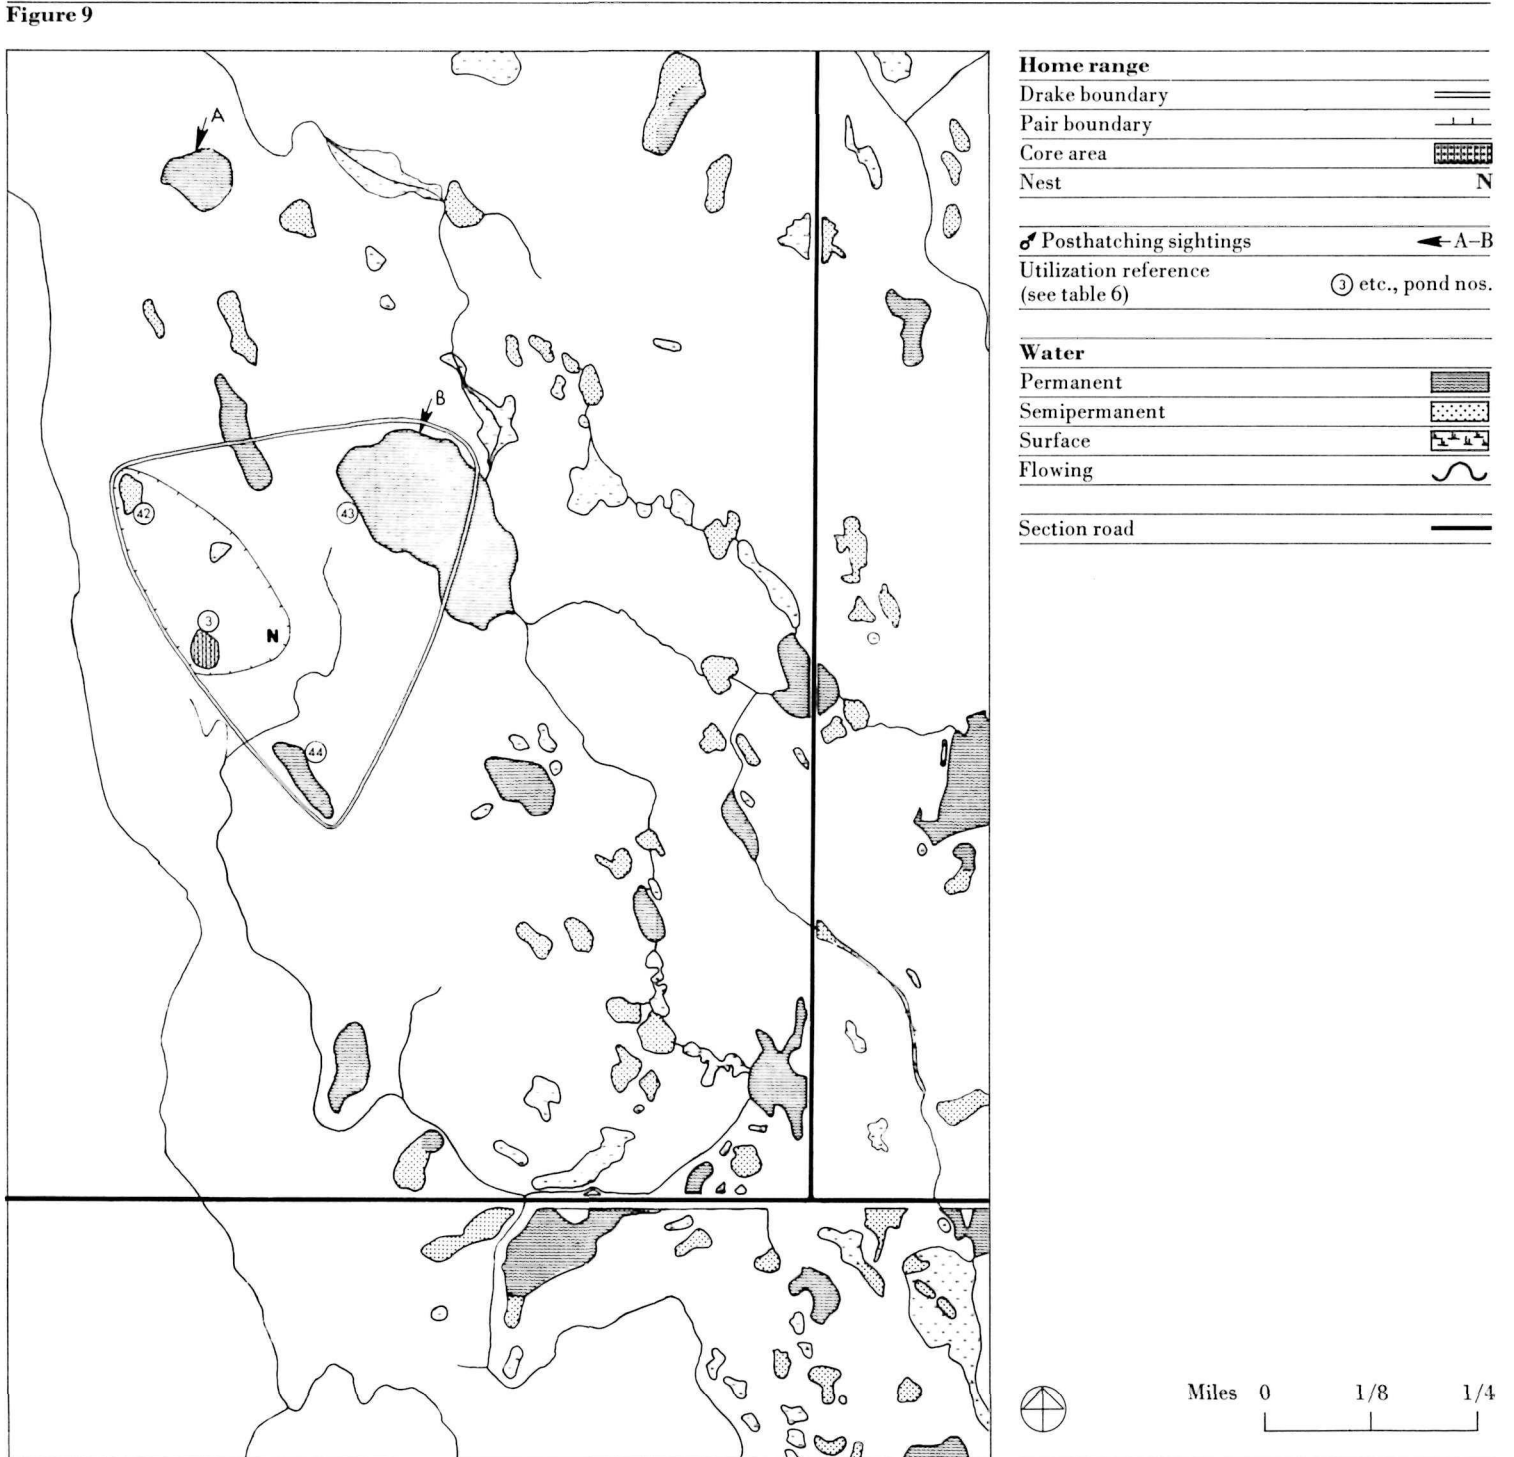 Figure 9
Home range
Drake boundary
Pair boundary
Core area
Nest N
♂ Posthatching sightings A–B
Utilization reference
(see table 6) 3 etc., pond nos.
Water
Permanent
Semipermanent
Surface
Flowing
Section road
A
B
42
43
3
N
44
Miles 0 1/8 1/4